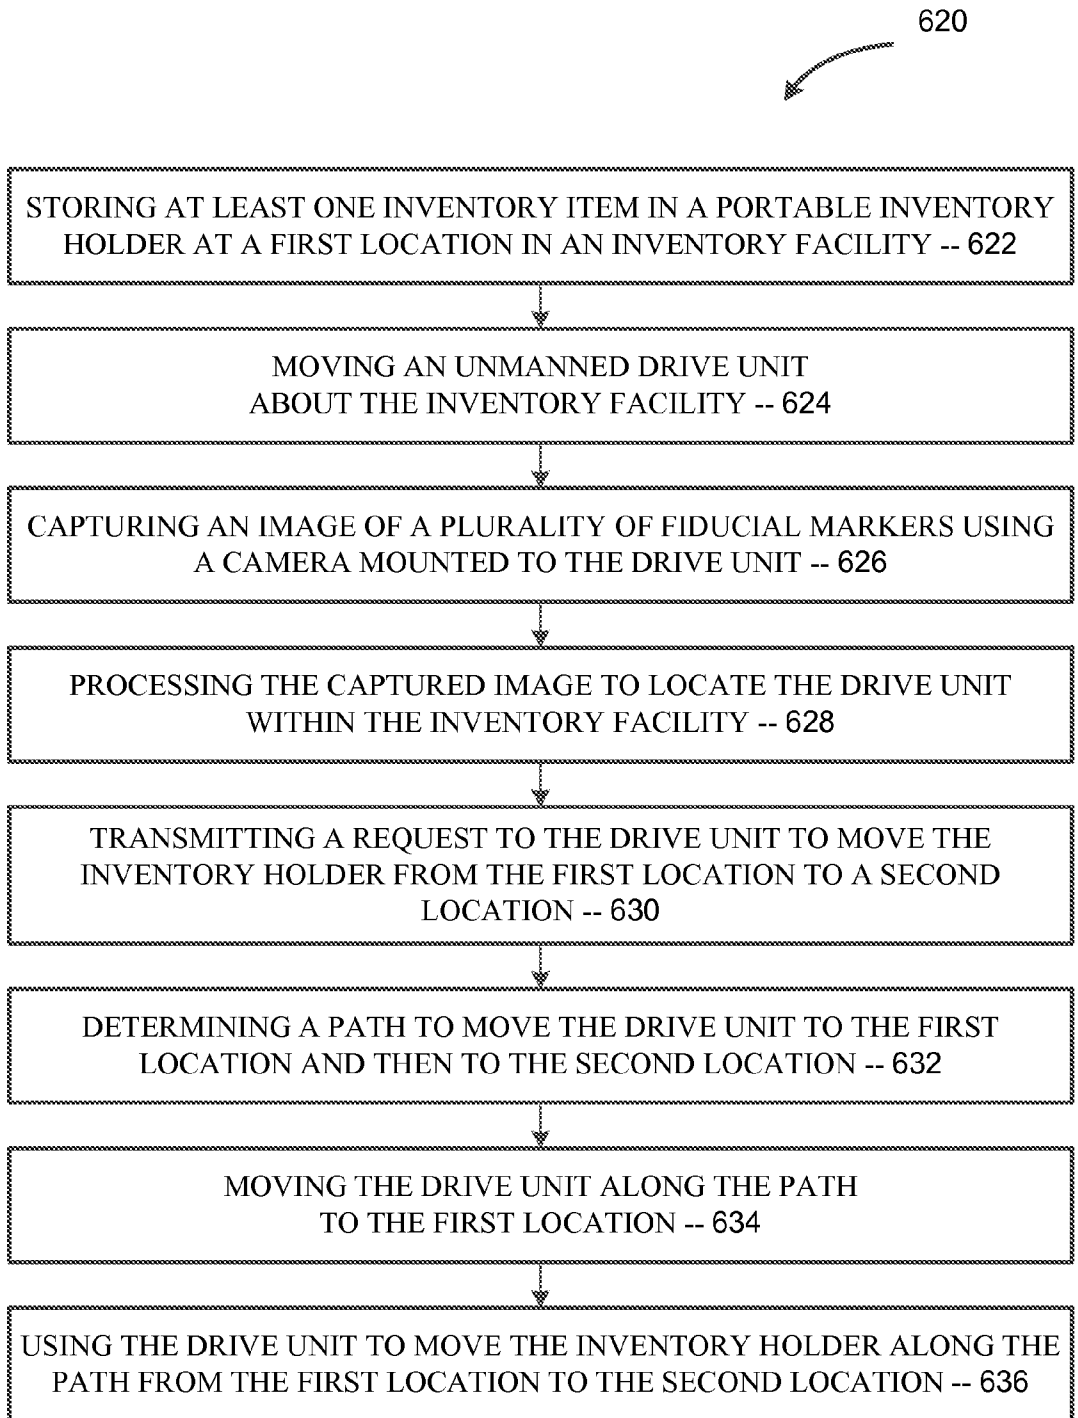 620
STORING AT LEAST ONE INVENTORY ITEM IN A PORTABLE INVENTORY
HOLDER AT A FIRST LOCATION IN AN INVENTORY FACILITY -- 622
MOVING AN UNMANNED DRIVE UNIT
ABOUT THE INVENTORY FACILITY -- 624
CAPTURING AN IMAGE OF A PLURALITY OF FIDUCIAL MARKERS USING
A CAMERA MOUNTED TO THE DRIVE UNIT -- 626
PROCESSING THE CAPTURED IMAGE TO LOCATE THE DRIVE UNIT
WITHIN THE INVENTORY FACILITY -- 628
TRANSMITTING A REQUEST TO THE DRIVE UNIT TO MOVE THE
INVENTORY HOLDER FROM THE FIRST LOCATION TO A SECOND
LOCATION -- 630
DETERMINING A PATH TO MOVE THE DRIVE UNIT TO THE FIRST
LOCATION AND THEN TO THE SECOND LOCATION -- 632
MOVING THE DRIVE UNIT ALONG THE PATH
TO THE FIRST LOCATION -- 634
USING THE DRIVE UNIT TO MOVE THE INVENTORY HOLDER ALONG THE
PATH FROM THE FIRST LOCATION TO THE SECOND LOCATION -- 636